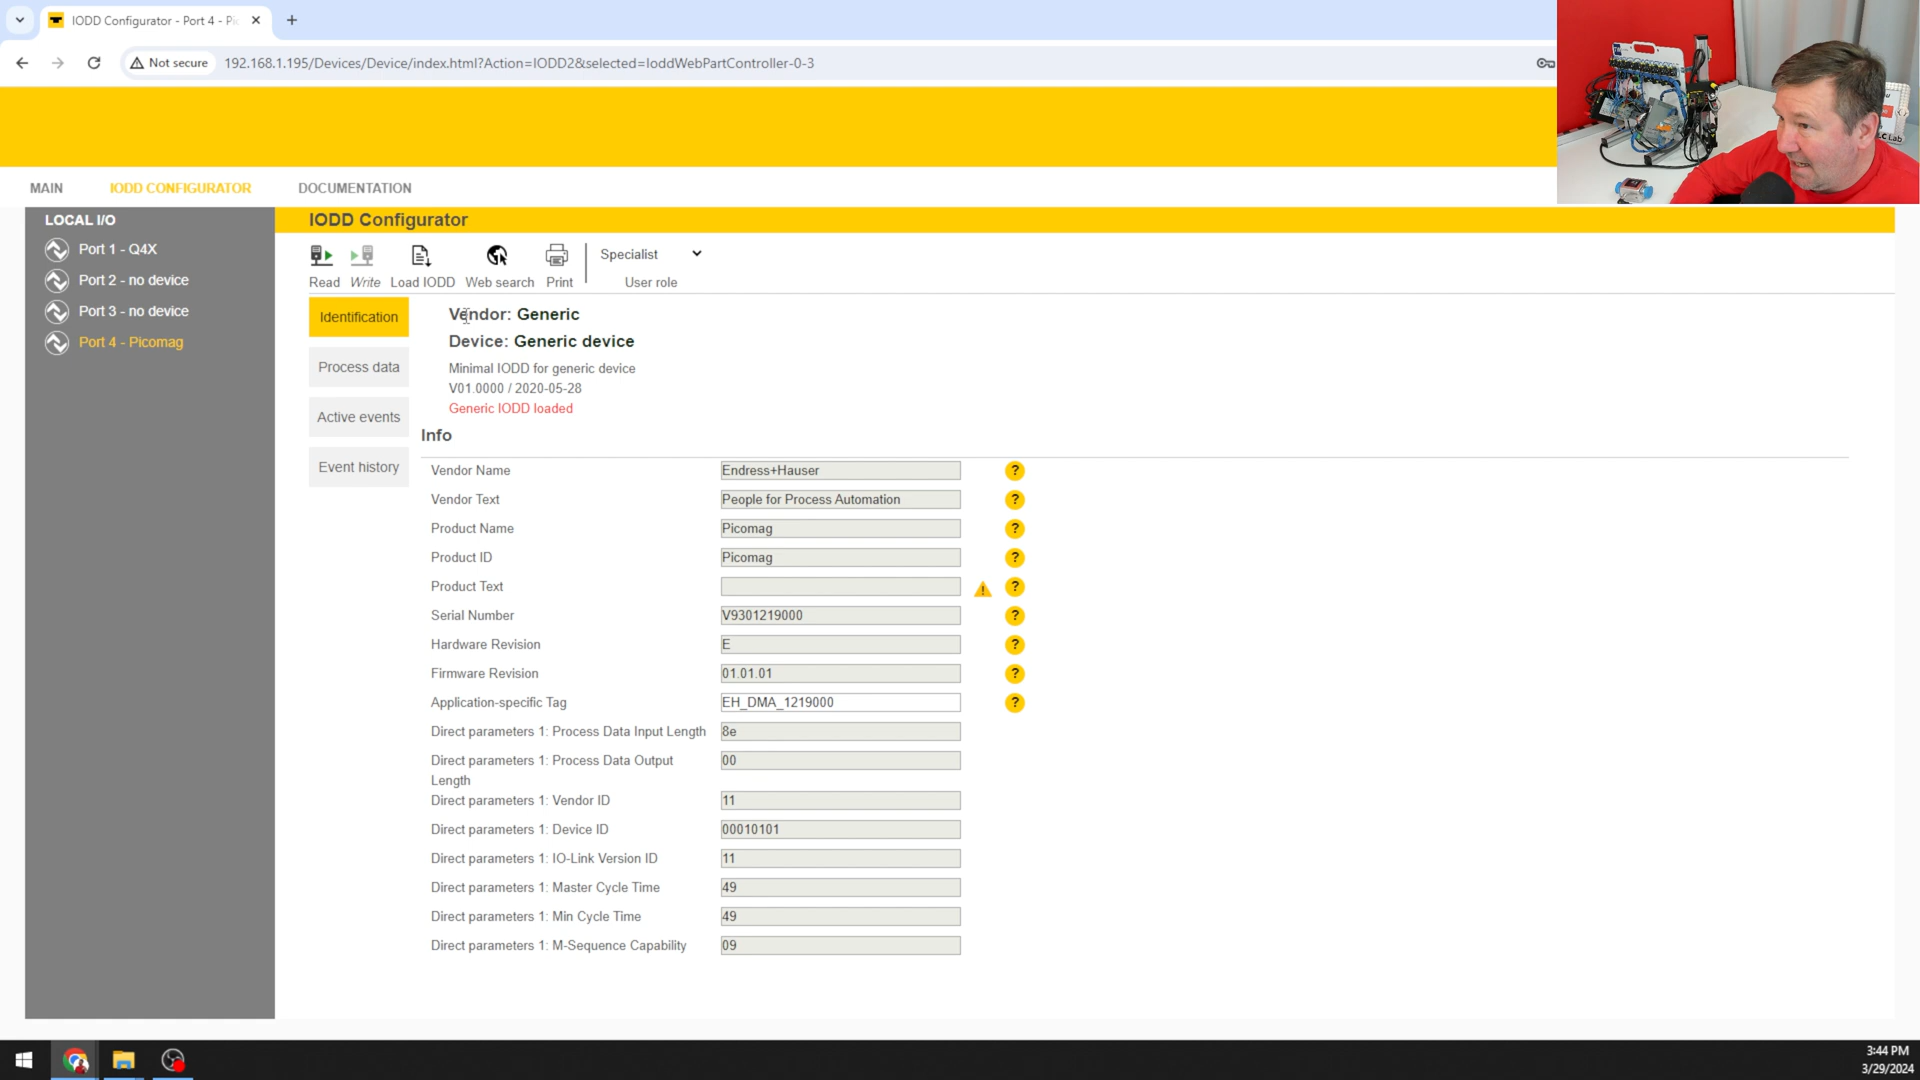 IODD Configurator - Port 4 - Pi
Not secure
192.168.1.195/Devices/Device/index.html?Action=IODD2&selected=IoddWebPartController-0-3
MAIN
IODD CONFIGURATOR
DOCUMENTATION
LOCAL I/O
Port 1 - Q4X
Port 2 - no device
Port 3 - no device
Port 4 - Picomag
IODD Configurator
Read
Write
Load IODD
Web search
Print
Specialist
User role
Identification
Process data
Active events
Event history
Vendor: Generic
Device: Generic device
Minimal IODD for generic device
V01.0000 / 2020-05-28
Generic IODD loaded
Info
Vendor Name Endress+Hauser ?
Vendor Text People for Process Automation ?
Product Name Picomag ?
Product ID Picomag ?
Product Text ?
Serial Number V9301219000 ?
Hardware Revision E ?
Firmware Revision 01.01.01 ?
Application-specific Tag EH_DMA_1219000 ?
Direct parameters 1: Process Data Input Length 8e
Direct parameters 1: Process Data Output 00
Length
Direct parameters 1: Vendor ID 11
Direct parameters 1: Device ID 00010101
Direct parameters 1: IO-Link Version ID 11
Direct parameters 1: Master Cycle Time 49
Direct parameters 1: Min Cycle Time 49
Direct parameters 1: M-Sequence Capability 09
3:44 PM
3/29/2024